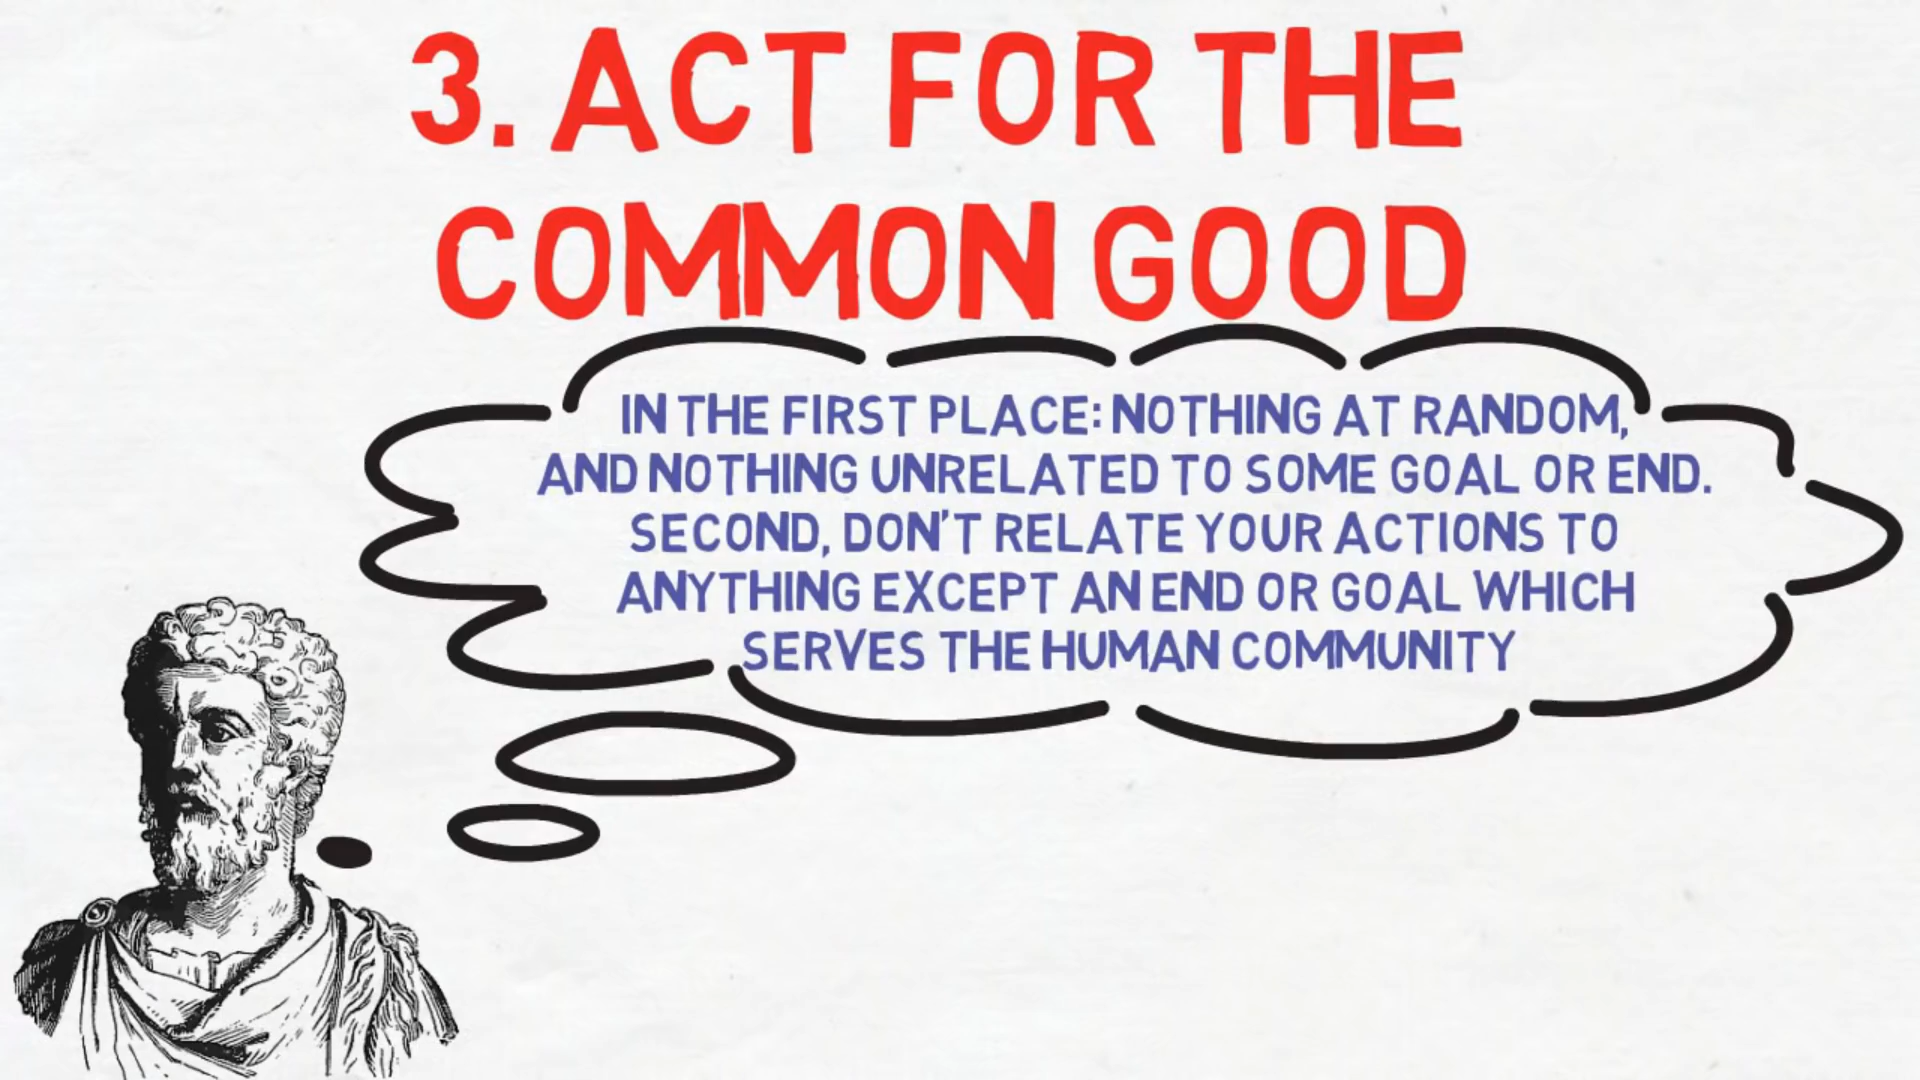 3. ACT FOR THE
COMMON GOOD
IN THE FIRST PLACE: NOTHING AT RANDOM,
AND NOTHING UNRELATED TO SOME GOAL OR END.
SECOND, DON'T RELATE YOUR ACTIONS TO
ANYTHING EXCEPT AN END OR GOAL WHICH
SERVES THE HUMAN COMMUNITY